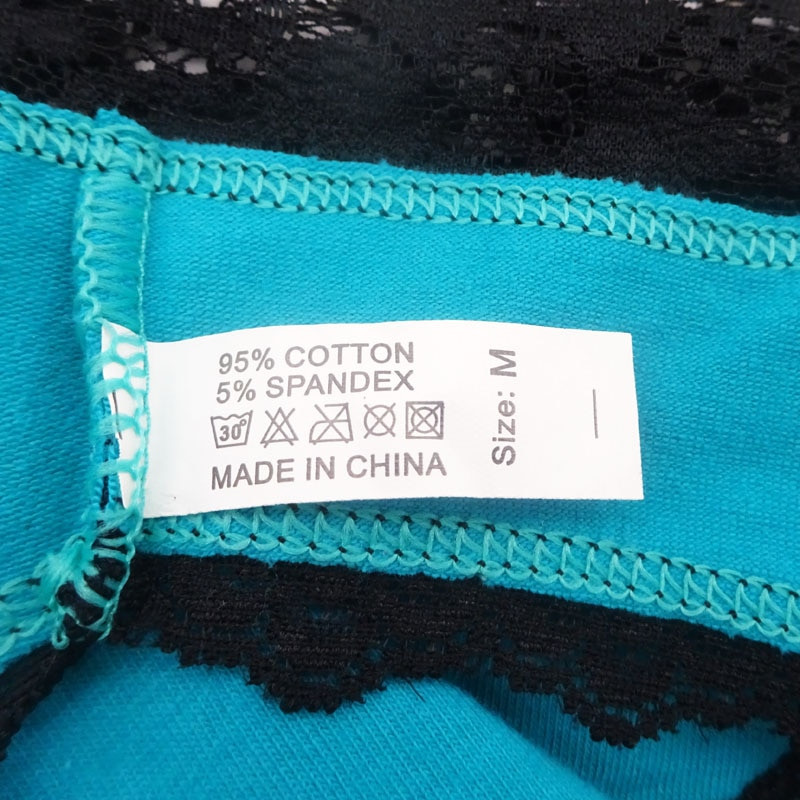 95% COTTON
5% SPANDEX
30°
MADE IN CHINA
Size: M